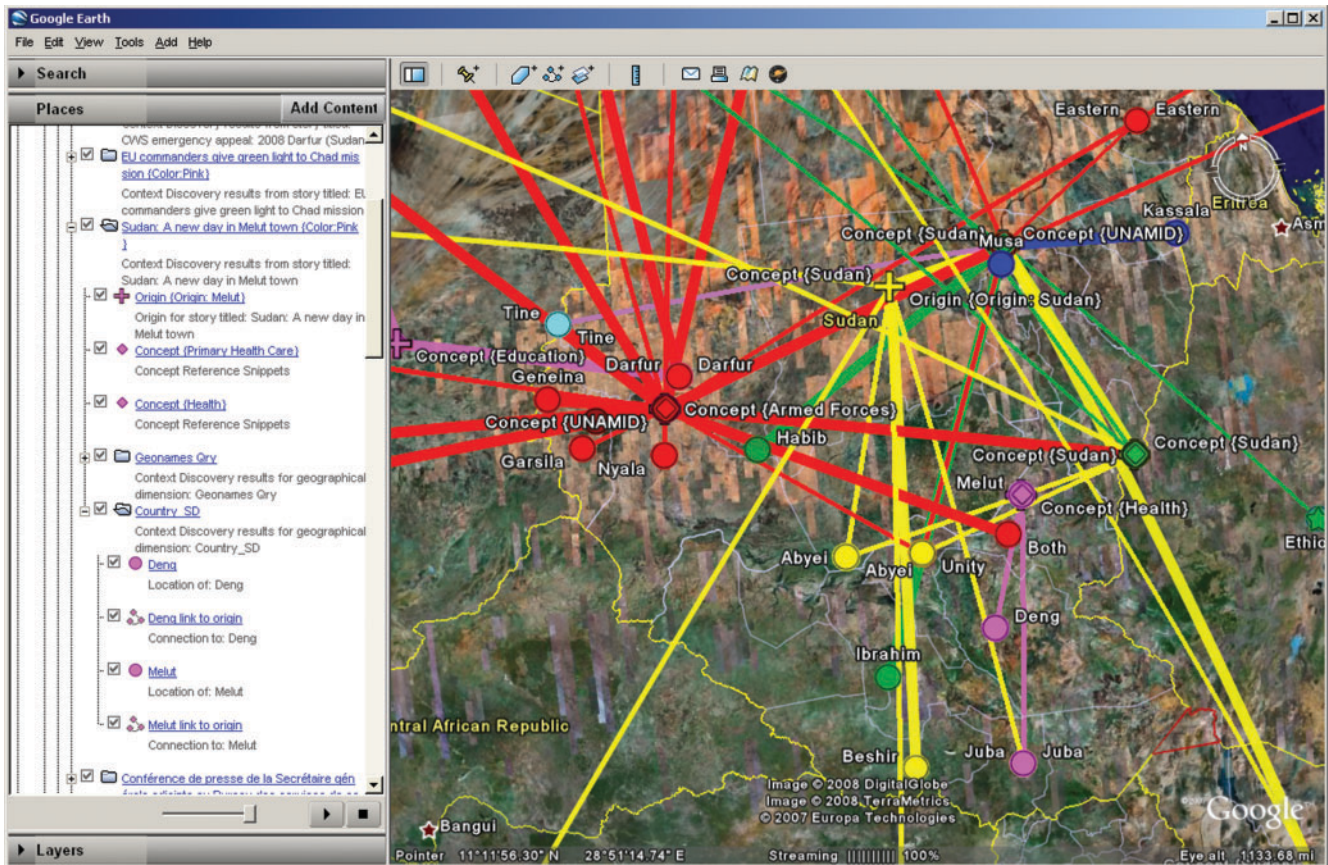 Google Earth
File Edit View Tools Add Help
Search
Places
Add Content
CWS emergency appeal: 2008 Darfur (Sudan
EU commanders give green light to Chad mis
sion {Color:Pink}
Context Discovery results from story titled: EU
commanders give green light to Chad mission
Sudan: A new day in Melut town {Color:Pink
}
Context Discovery results from story titled:
Sudan: A new day in Melut town
Origin {Origin: Melut}
Origin for story titled: Sudan: A new day in
Melut town
Concept {Primary Health Care}
Concept Reference Snippets
Concept {Health}
Concept Reference Snippets
Geonames Qry
Context Discovery results for geographical
dimension: Geonames Qry
Country_SD
Context Discovery results for geographical
dimension: Country_SD
Deng
Location of: Deng
Deng link to origin
Connection to: Deng
Melut
Location of: Melut
Melut link to origin
Connection to: Melut
Conférence de presse de la Secrétaire gén
Layers
Eastern Eastern
Eritrea
Kassala
Asm
Concept {Sudan} Musa Concept {UNAMID}
Concept {Sudan}
Origin {Origin: Sudan}
Sudan
Tine
Tine
Concept {Education}
Darfur Darfur
Geneina
Concept {Armed Forces}
Concept {UNAMID}
Habib
Garsila
Nyala
Concept {Sudan}
Concept {Sudan}
Melut
Concept {Health}
Both
Ethio
Abyei Abyei Unity
Deng
Ibrahim
ntral African Republic
Beshir
Juba Juba
Image © 2008 DigitalGlobe
Image © 2008 TerraMetrics
© 2007 Europa Technologies
Google
Bangui
Pointer 11°11'56.30" N 28°51'14.74" E Streaming |||||||||| 100% Eye alt 1133.68 mi